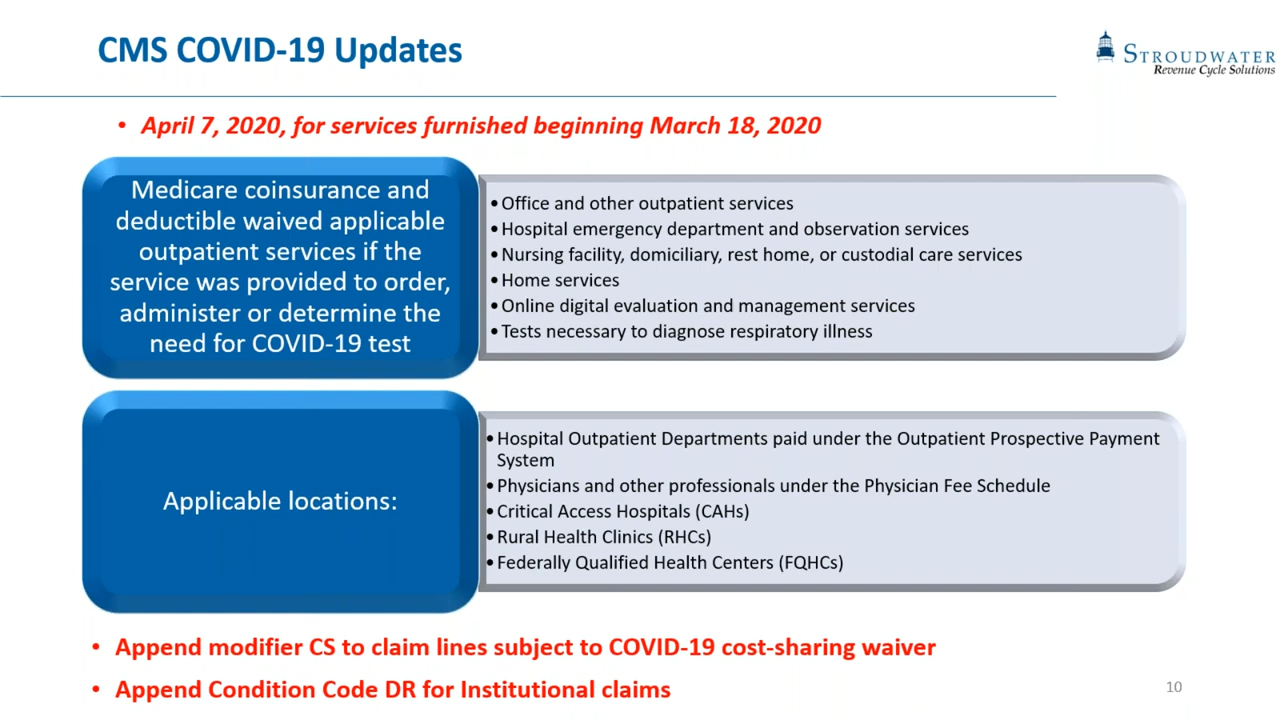 CMS COVID-19 Updates
STROUDWATER
Revenue Cycle Solutions
• April 7, 2020, for services furnished beginning March 18, 2020
Medicare coinsurance and
deductible waived applicable
outpatient services if the
service was provided to order,
administer or determine the
need for COVID-19 test
• Office and other outpatient services
• Hospital emergency department and observation services
• Nursing facility, domiciliary, rest home, or custodial care services
• Home services
• Online digital evaluation and management services
• Tests necessary to diagnose respiratory illness
Applicable locations:
• Hospital Outpatient Departments paid under the Outpatient Prospective Payment
System
• Physicians and other professionals under the Physician Fee Schedule
• Critical Access Hospitals (CAHs)
• Rural Health Clinics (RHCs)
• Federally Qualified Health Centers (FQHCs)
• Append modifier CS to claim lines subject to COVID-19 cost-sharing waiver
• Append Condition Code DR for Institutional claims
10